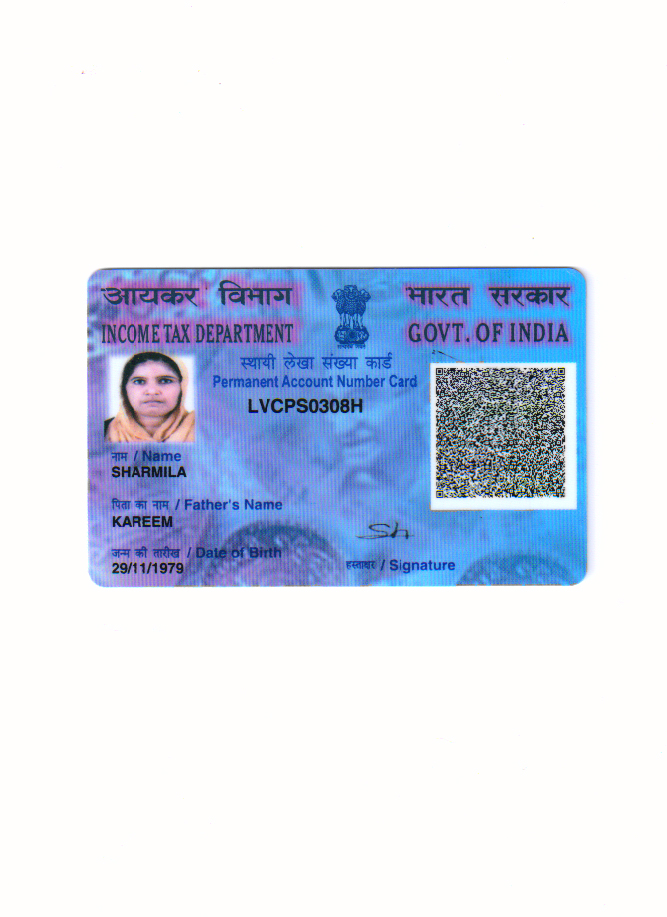 आयकर विभाग
INCOME TAX DEPARTMENT
भारत सरकार
GOVT. OF INDIA
स्थायी लेखा संख्या कार्ड
Permanent Account Number Card
LVCPS0308H
नाम / Name
SHARMILA
पिता का नाम / Father's Name
KAREEM
जन्म की तारीख / Date of Birth
29/11/1979
Sh
हस्ताक्षर / Signature